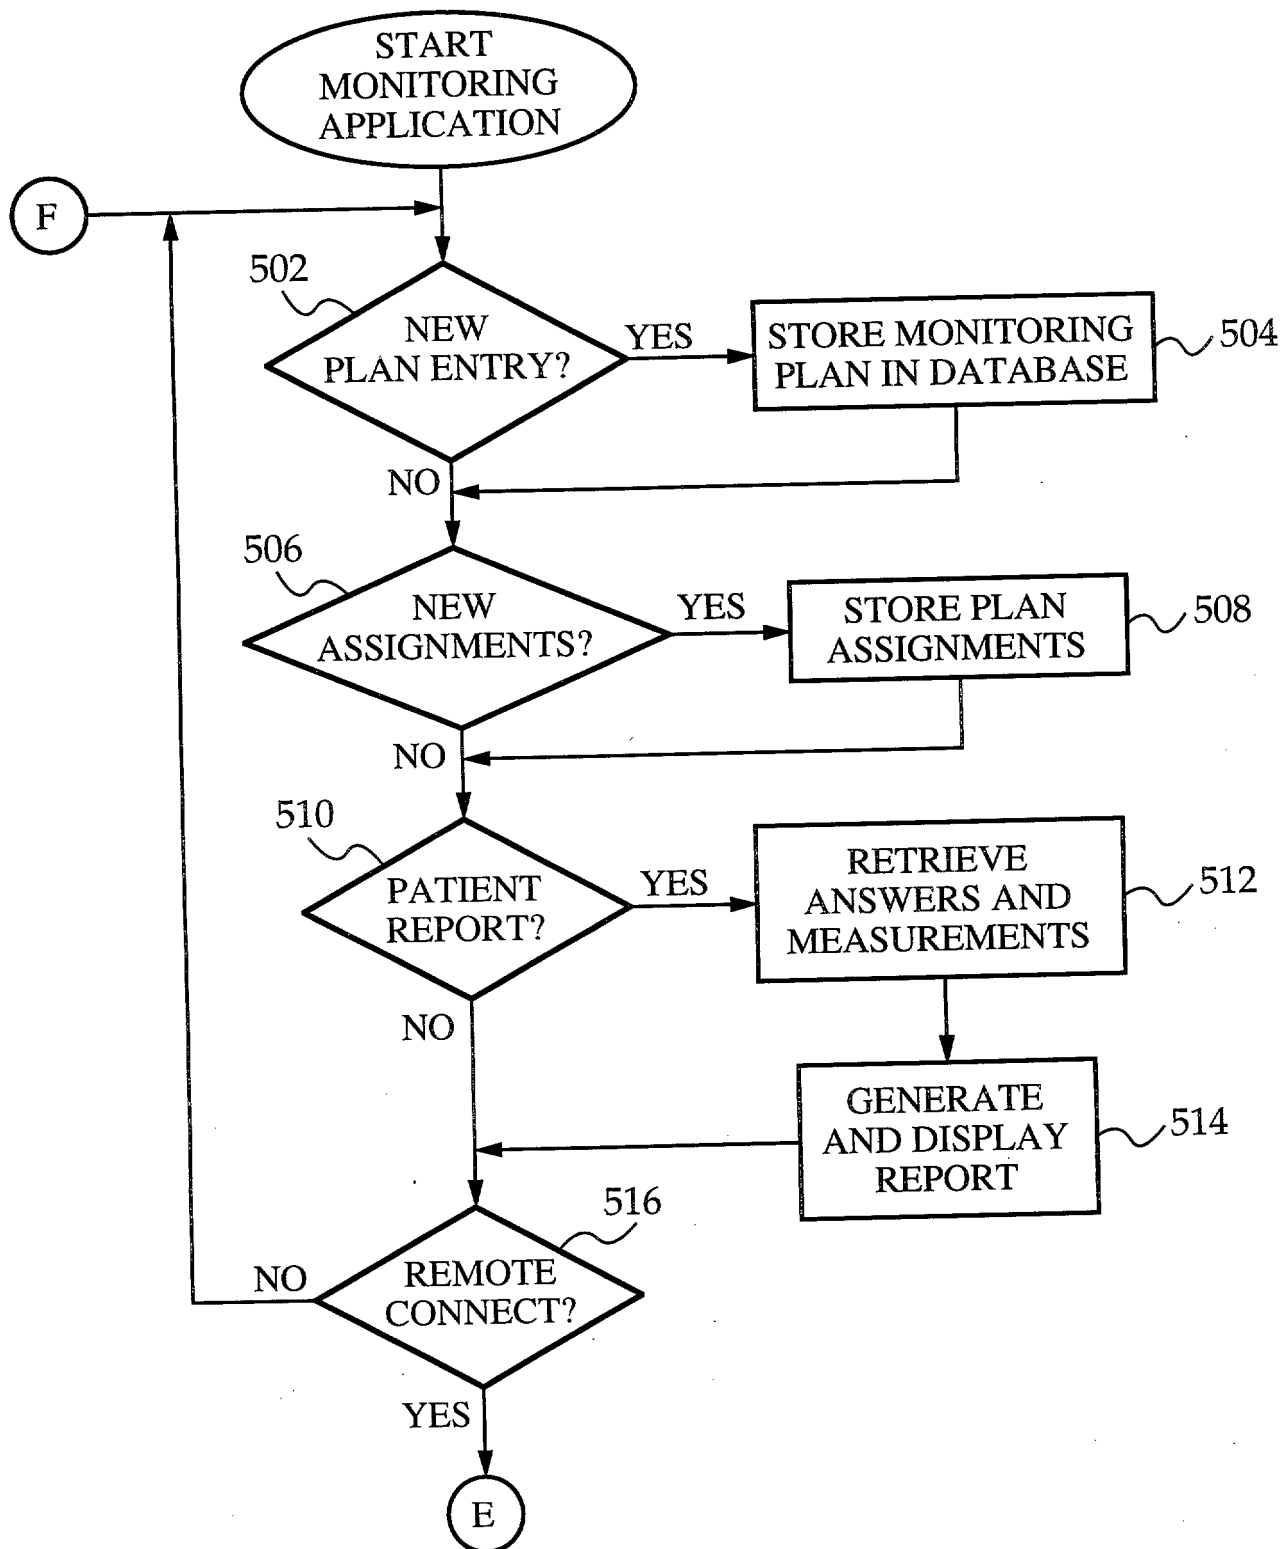 START
MONITORING
APPLICATION
F
502
NEW
PLAN ENTRY?
YES
STORE MONITORING
PLAN IN DATABASE
504
NO
506
NEW
ASSIGNMENTS?
YES
STORE PLAN
ASSIGNMENTS
508
NO
510
PATIENT
REPORT?
YES
RETRIEVE
ANSWERS AND
MEASUREMENTS
512
NO
GENERATE
AND DISPLAY
REPORT
514
516
REMOTE
CONNECT?
NO
YES
E